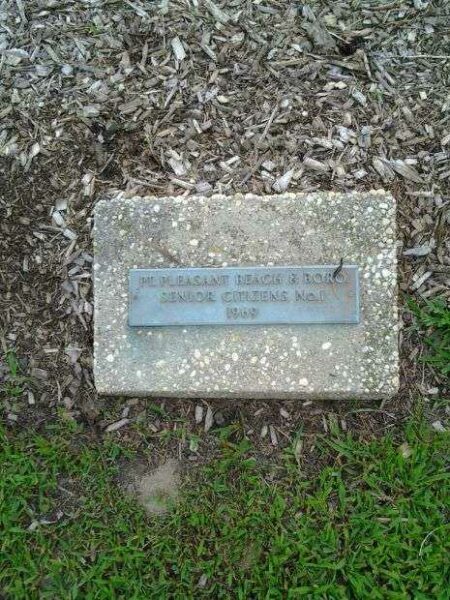 PT. PLEASANT BEACH & BORO.
SENIOR CITIZENS NO. 1
1969